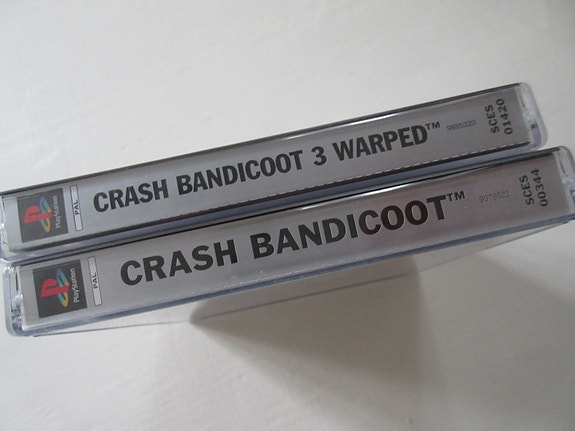 PlayStation
PAL
CRASH BANDICOOT 3 WARPED™
SCES
01420
PlayStation
PAL
CRASH BANDICOOT™
SCES
00344